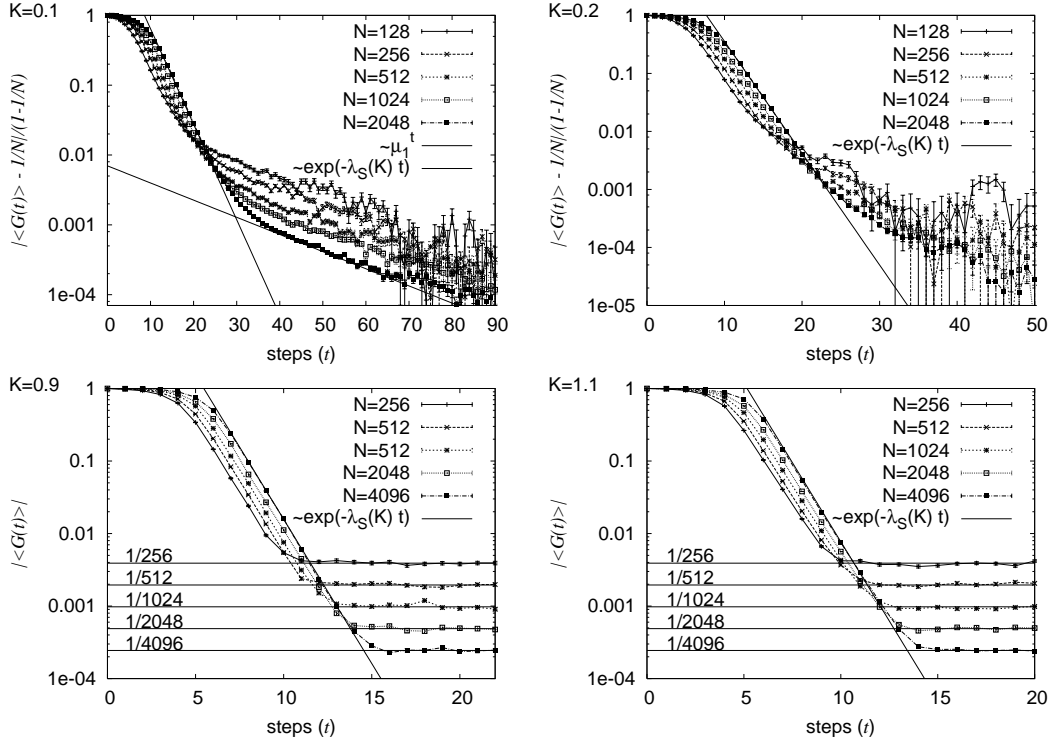 K=0.1
1
0.1
0.01
0.001
1e-04
0 10 20 30 40 50 60 70 80 90
steps (t)
|<G(t)> - 1/N|/(1-1/N)
N=128
N=256
N=512
N=1024
N=2048
~μ₁ᵗ
~exp(-λS(K) t)
K=0.2
1
0.1
0.01
0.001
1e-04
1e-05
0 10 20 30 40 50
steps (t)
|<G(t)> - 1/N|/(1-1/N)
N=128
N=256
N=512
N=1024
N=2048
~exp(-λS(K) t)
K=0.9
1
0.1
0.01
0.001
1e-04
0 5 10 15 20
steps (t)
|<G(t)>|
N=256
N=512
N=512
N=2048
N=4096
~exp(-λS(K) t)
1/256
1/512
1/1024
1/2048
1/4096
K=1.1
1
0.1
0.01
0.001
1e-04
0 5 10 15 20
steps (t)
|<G(t)>|
N=256
N=512
N=1024
N=2048
N=4096
~exp(-λS(K) t)
1/256
1/512
1/1024
1/2048
1/4096